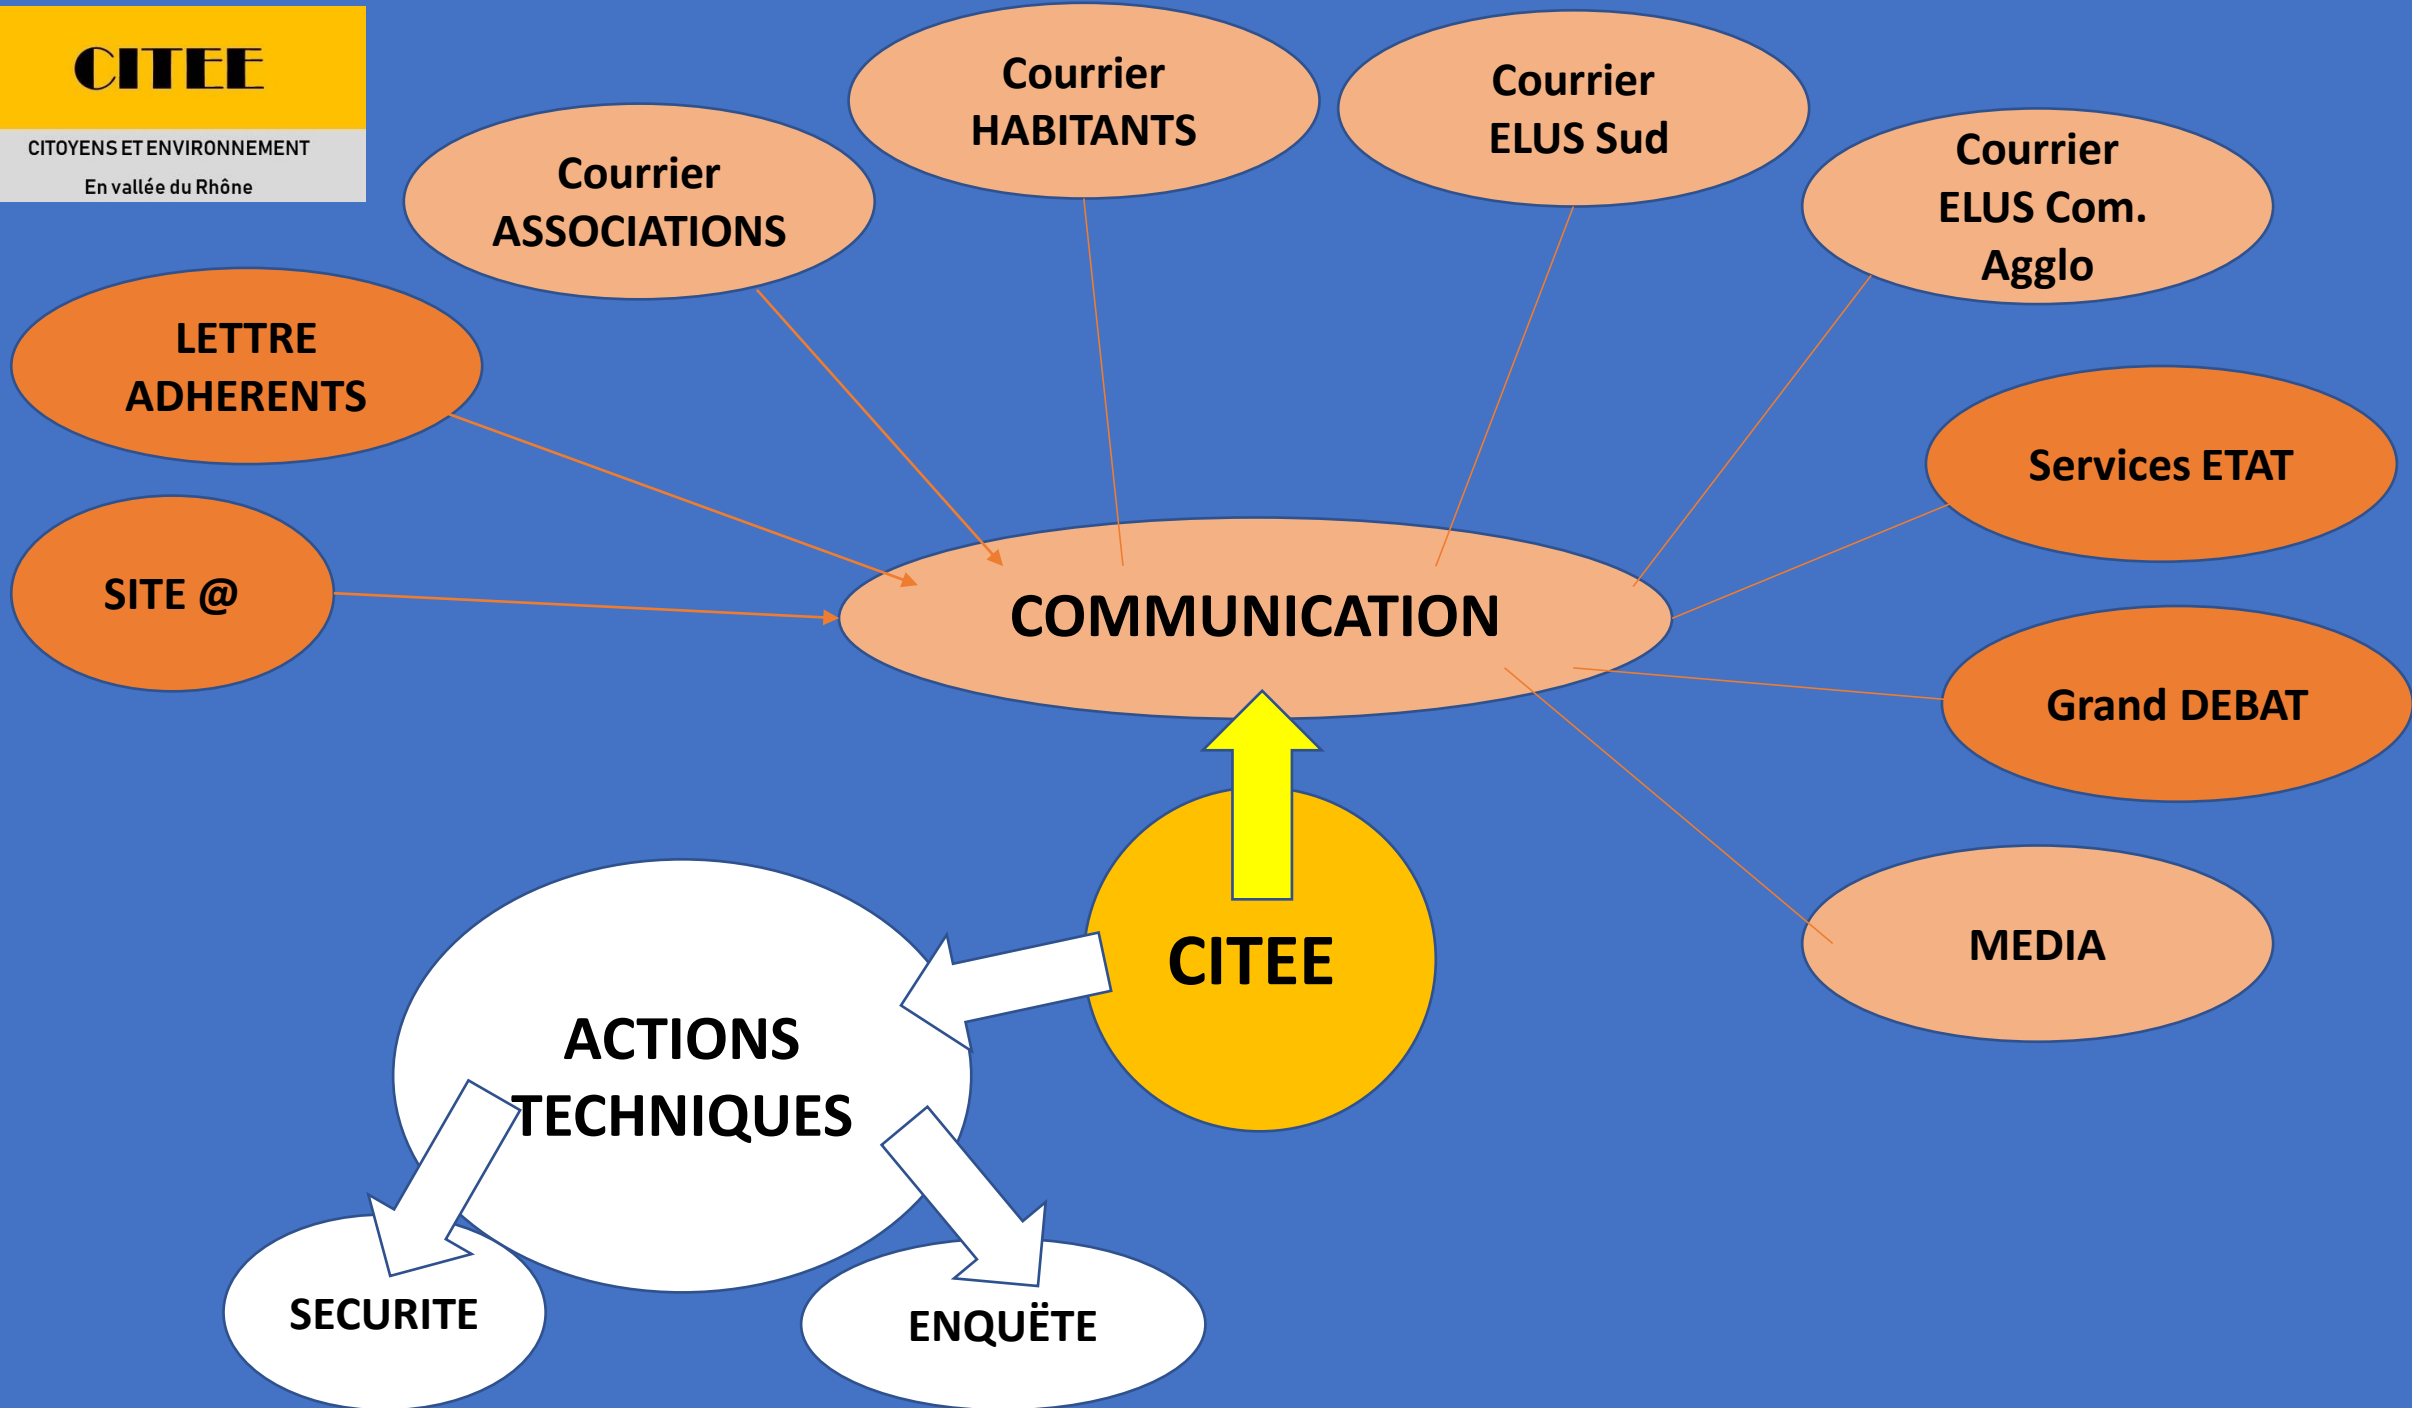 CITEE
CITOYENS ET ENVIRONNEMENT
En vallée du Rhône
Courrier
HABITANTS
Courrier
ELUS Sud
Courrier
ASSOCIATIONS
Courrier
ELUS Com.
Agglo
LETTRE
ADHERENTS
Services ETAT
SITE @
COMMUNICATION
Grand DEBAT
CITEE
MEDIA
ACTIONS
TECHNIQUES
SECURITE
ENQUËTE